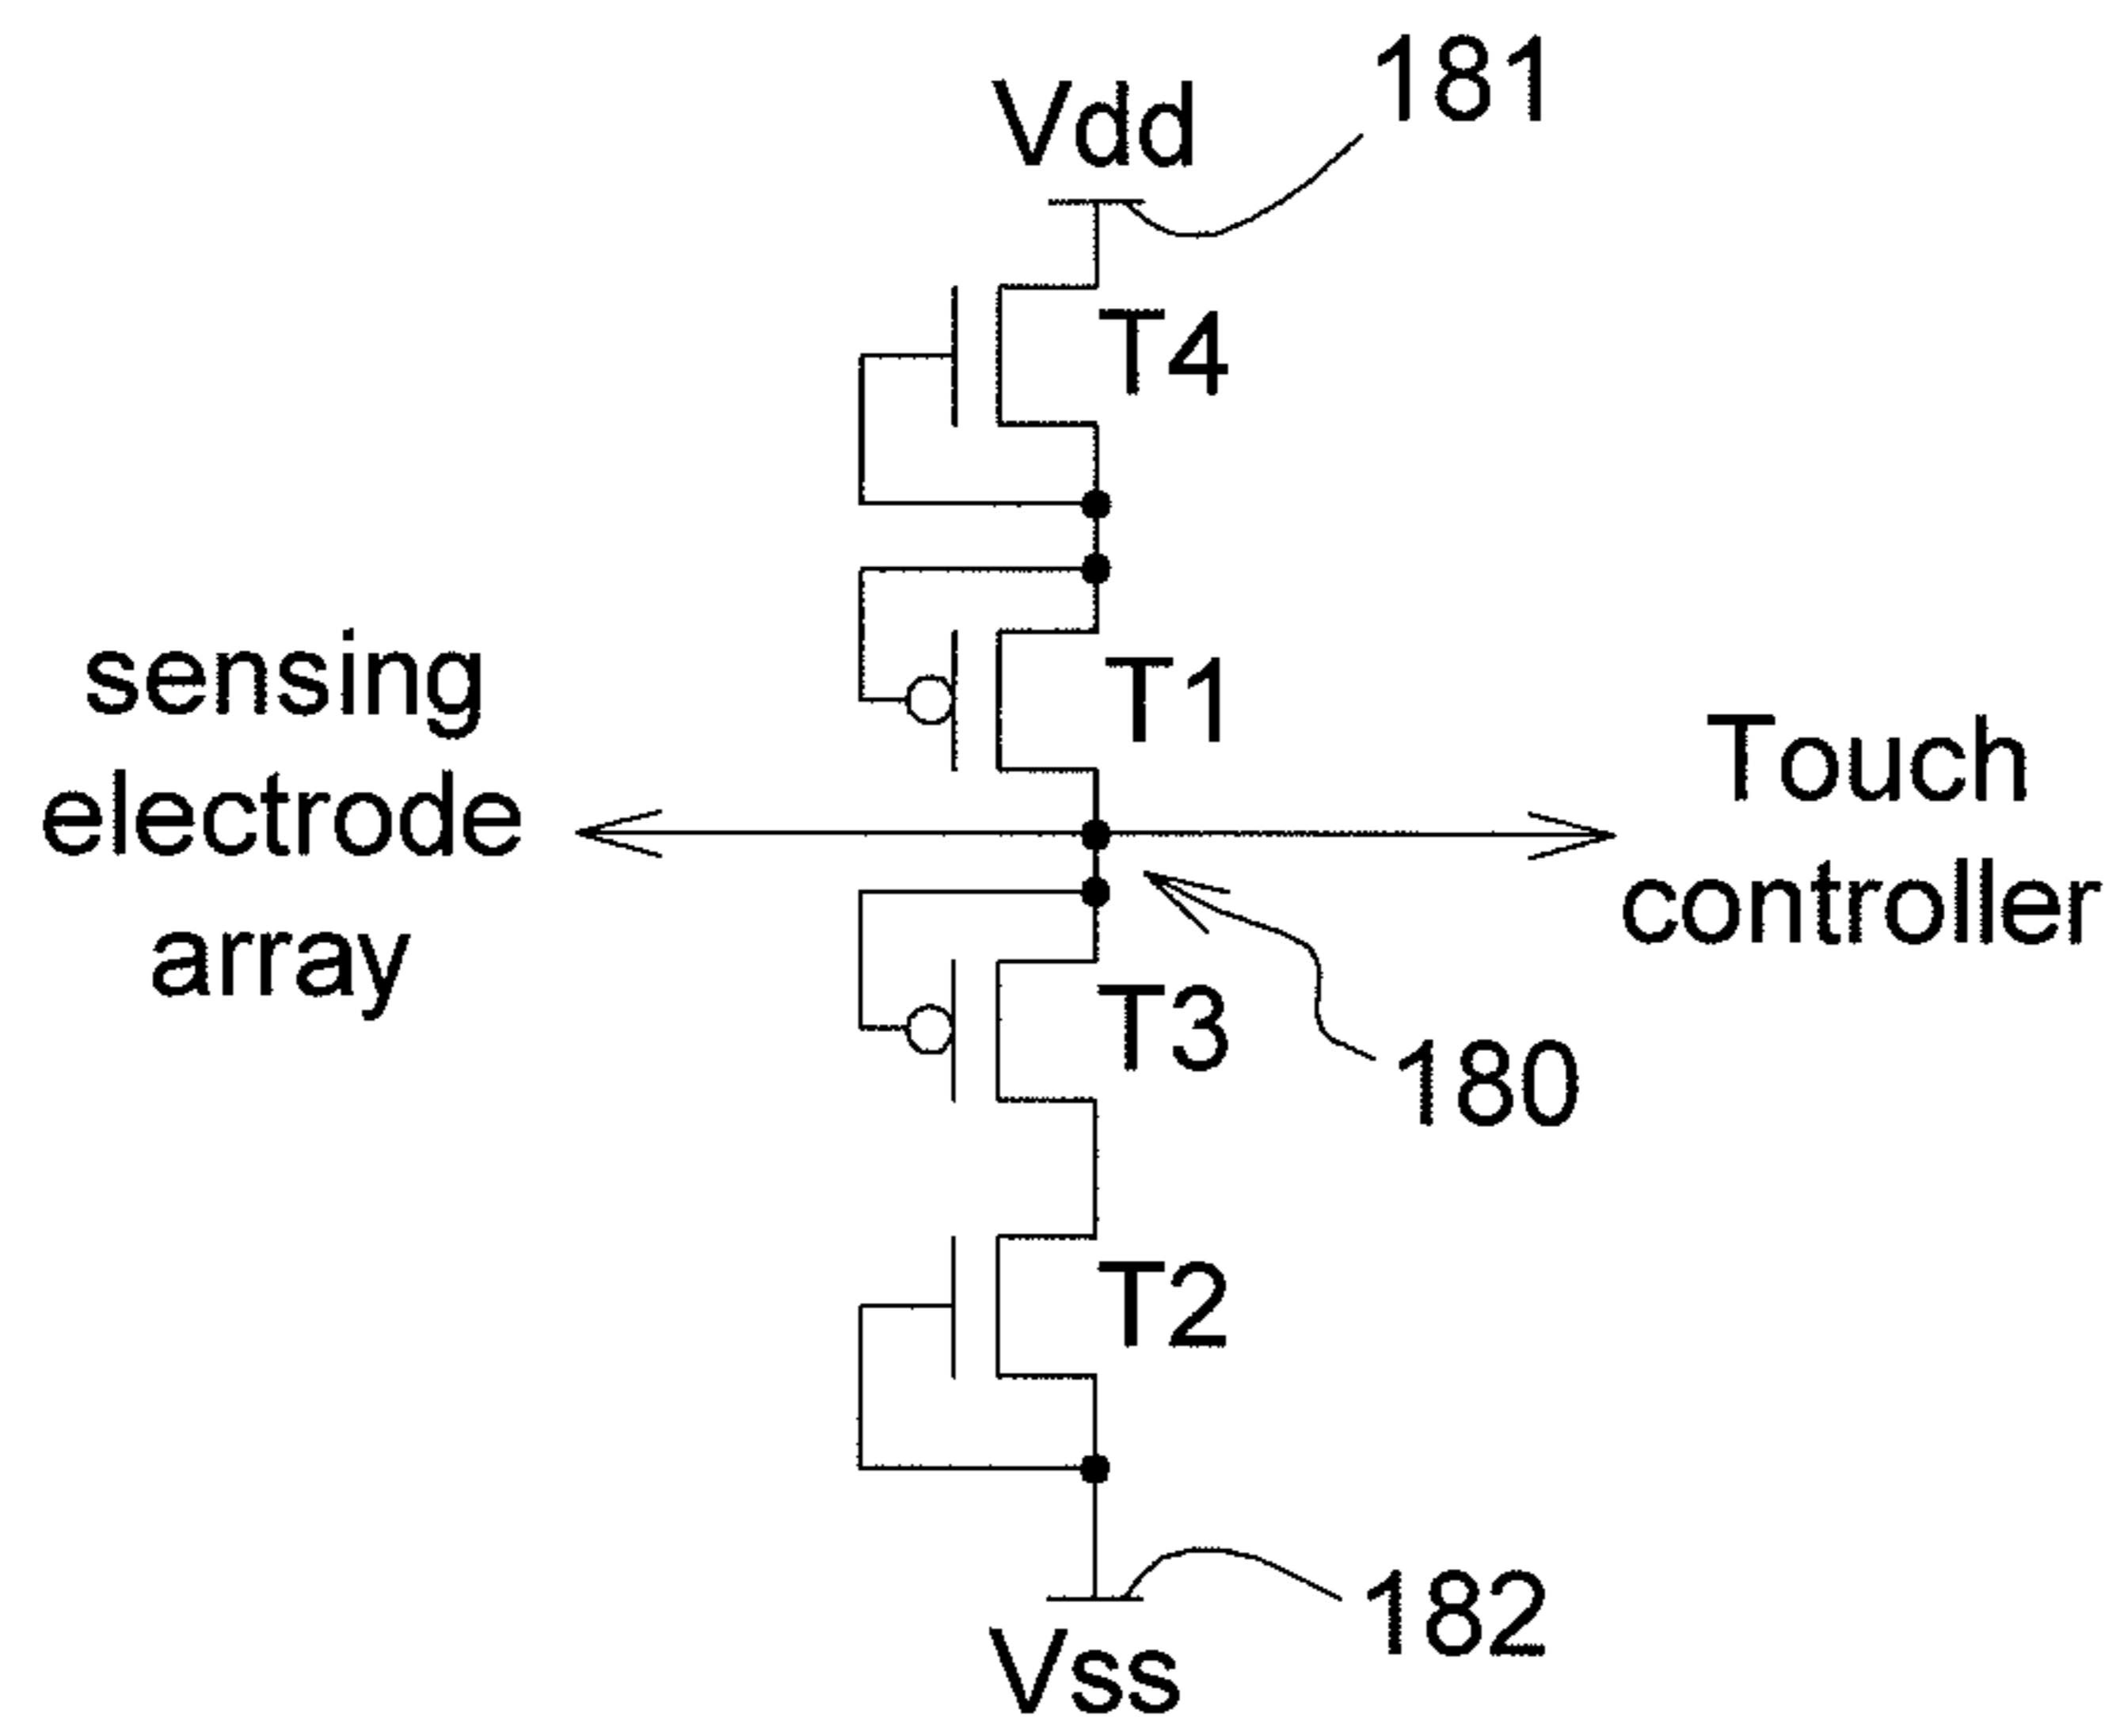 181
Vdd
T4
T1
sensing
electrode
array
Touch
controller
T3
180
T2
182
Vss